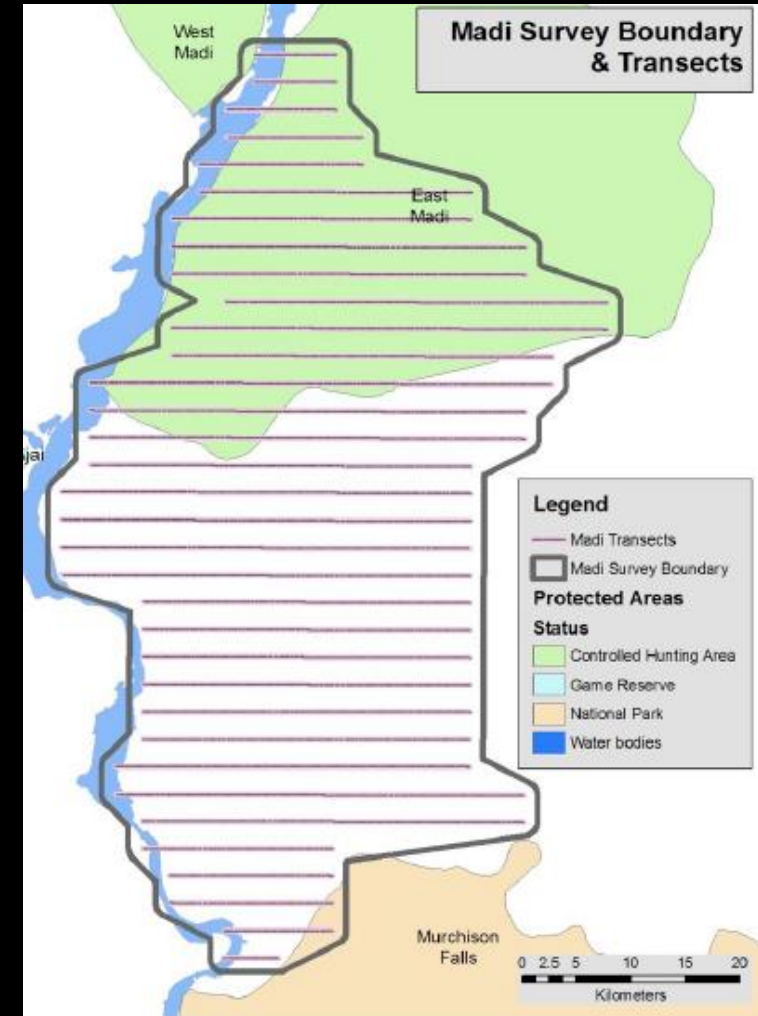 Madi Survey Boundary
& Transects
West
Madi
East
Madi
jai
Legend
Madi Transects
Madi Survey Boundary
Protected Areas
Status
Controlled Hunting Area
Game Reserve
National Park
Water bodies
Murchison
Falls
0 2.5 5 10 15 20
Kilometers